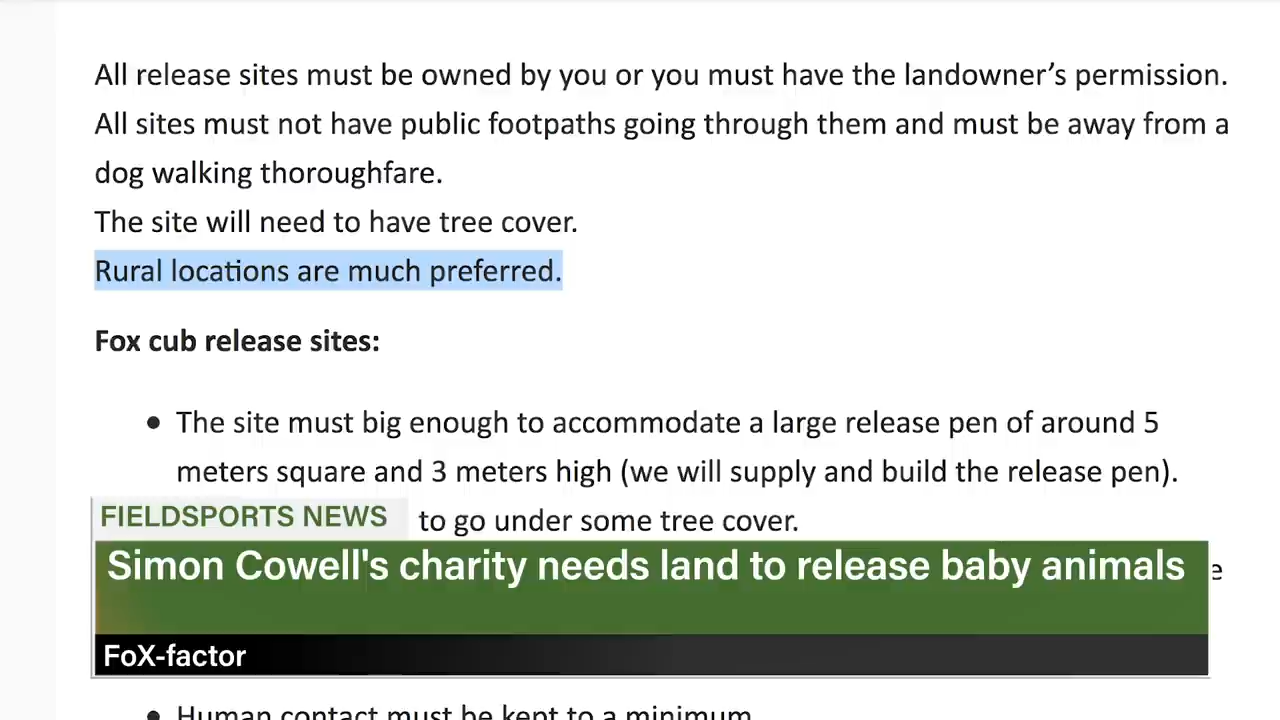 All release sites must be owned by you or you must have the landowner’s permission.
All sites must not have public footpaths going through them and must be away from a
dog walking thoroughfare.
The site will need to have tree cover.
Rural locations are much preferred.
Fox cub release sites:
• The site must big enough to accommodate a large release pen of around 5
meters square and 3 meters high (we will supply and build the release pen).
FIELDSPORTS NEWS
to go under some tree cover.
Simon Cowell's charity needs land to release baby animals
FoX-factor
• Human contact must be kept to a minimum